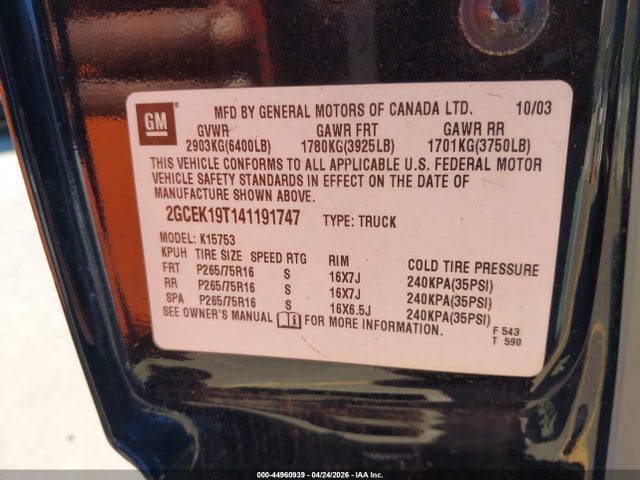 GM
MFD BY GENERAL MOTORS OF CANADA LTD. 10/03
GVWR GAWR FRT GAWR RR
2903KG(6400LB) 1780KG(3925LB) 1701KG(3750LB)
THIS VEHICLE CONFORMS TO ALL APPLICABLE U.S. FEDERAL MOTOR
VEHICLE SAFETY STANDARDS IN EFFECT ON THE DATE OF
MANUFACTURE SHOWN ABOVE.
2GCEK19T141191747 TYPE: TRUCK
MODEL: K15753
KPUH TIRE SIZE SPEED RTG RIM COLD TIRE PRESSURE
FRT P265/75R16 S 16X7J 240KPA(35PSI)
RR P265/75R16 S 16X7J 240KPA(35PSI)
SPA P265/75R16 S 16X6.5J 240KPA(35PSI)
SEE OWNER'S MANUAL FOR MORE INFORMATION.
F 543
T 590
000-44960939 - 04/24/2026 - IAA Inc.